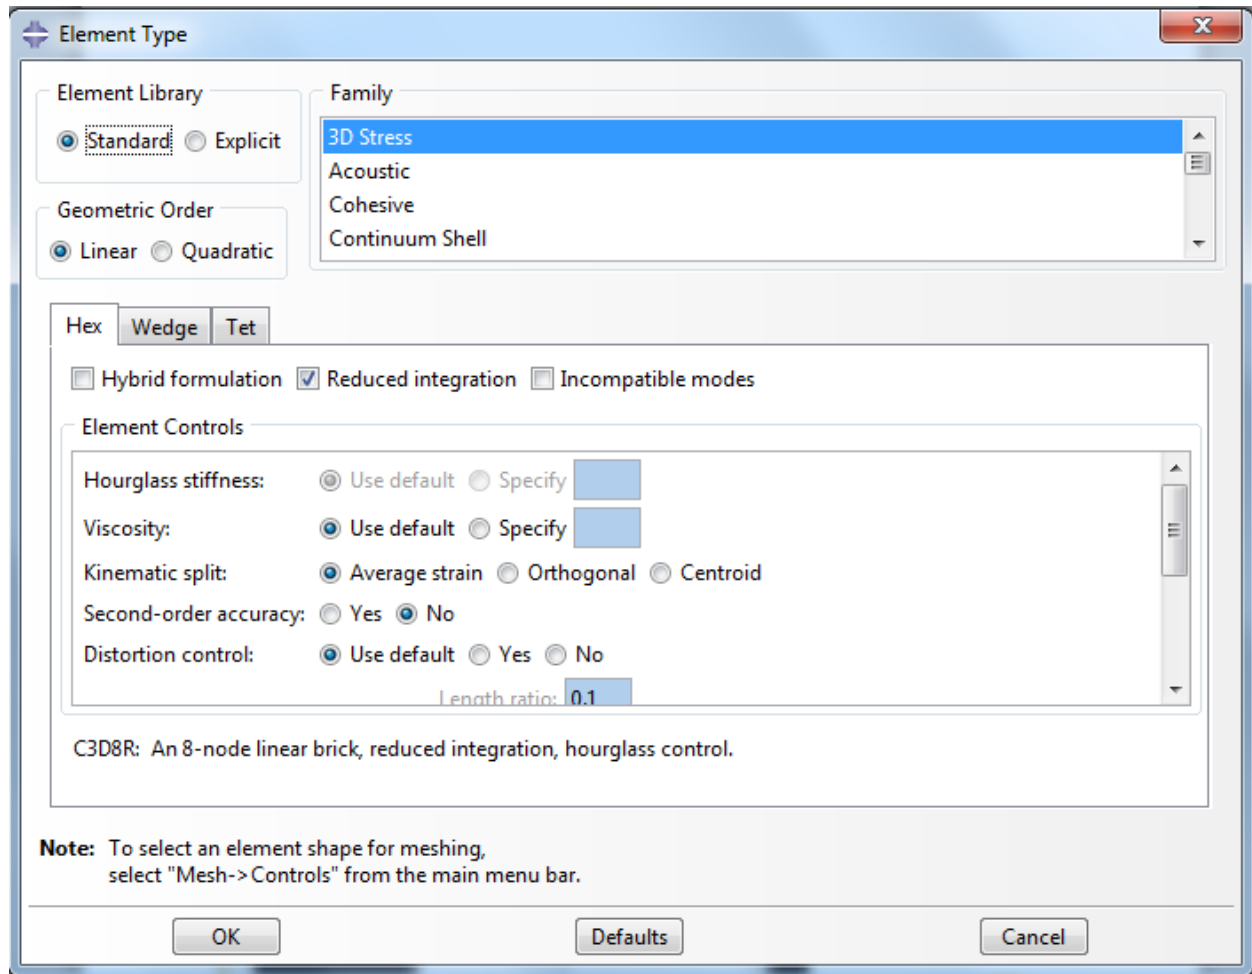 Element Type
Element Library
Standard Explicit
Family
3D Stress
Acoustic
Cohesive
Continuum Shell
Geometric Order
Linear Quadratic
Hex Wedge Tet
Hybrid formulation Reduced integration Incompatible modes
Element Controls
Hourglass stiffness: Use default Specify
Viscosity: Use default Specify
Kinematic split: Average strain Orthogonal Centroid
Second-order accuracy: Yes No
Distortion control: Use default Yes No
Length ratio: 0.1
C3D8R: An 8-node linear brick, reduced integration, hourglass control.
Note: To select an element shape for meshing,
select "Mesh->Controls" from the main menu bar.
OK Defaults Cancel